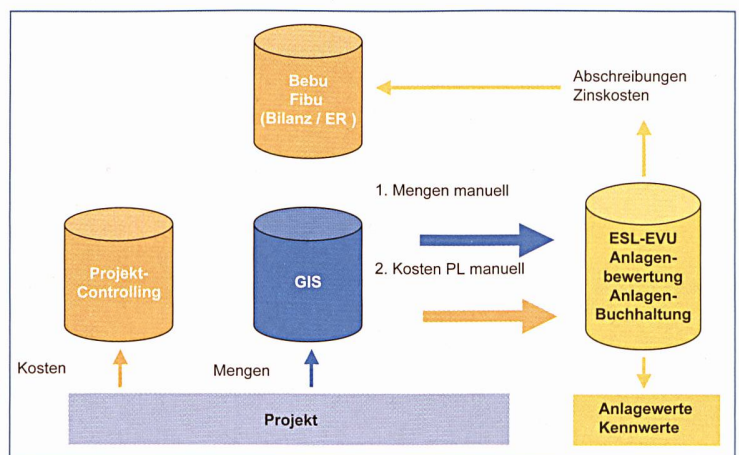 Bebu
Fibu
(Bilanz / ER )
Abschreibungen
Zinskosten
1. Mengen manuell
Projekt-
Controlling
GIS
2. Kosten PL manuell
ESL-EVU
Anlagen-
bewertung
Anlagen-
Buchhaltung
Kosten
Mengen
Projekt
Anlagewerte
Kennwerte